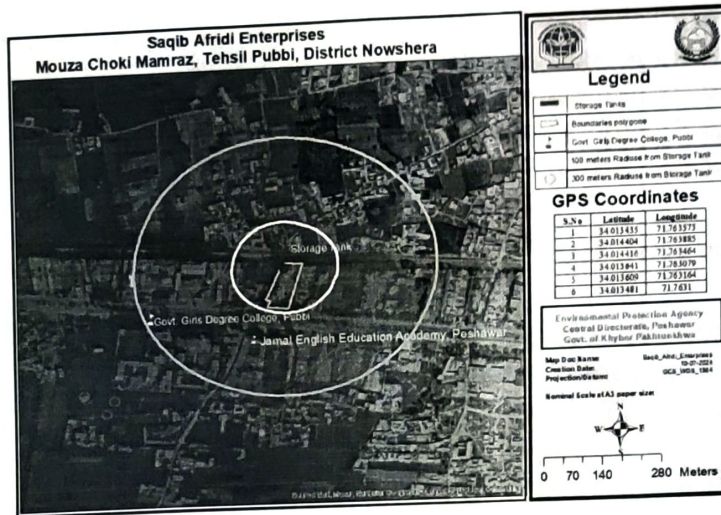 Saqib Afridi Enterprises
Mouza Choki Mamraz, Tehsil Pubbi, District Nowshera
Storage Tank
Govt. Girls Degree College, Pubbi
Jamal English Education Academy, Peshawar
Legend
Storage Tanks
Boundaries polygone
Govt. Girls Degree College, Pubbi
100 meters Radiuse from Storage Tank
300 meters Radiuse from Storage Tank
GPS Coordinates
S.No Latitude Longtitude
1 34.013435 71.763573
2 34.014404 71.763885
3 34.014416 71.763464
4 34.013641 71.763079
5 34.013609 71.763164
6 34.013481 71.7631
Environmental Protection Agency
Central Directorate, Peshawar
Govt. of Khyber Pakhtunkhwa
Map Doc Name: Saqib_Afridi_Enterprises
Creation Date: 10-07-2024
Projection/Datum: GCS_WGS_1984
Nominal Scale at A3 paper size:
N
W E
S
0 70 140 280 Meters